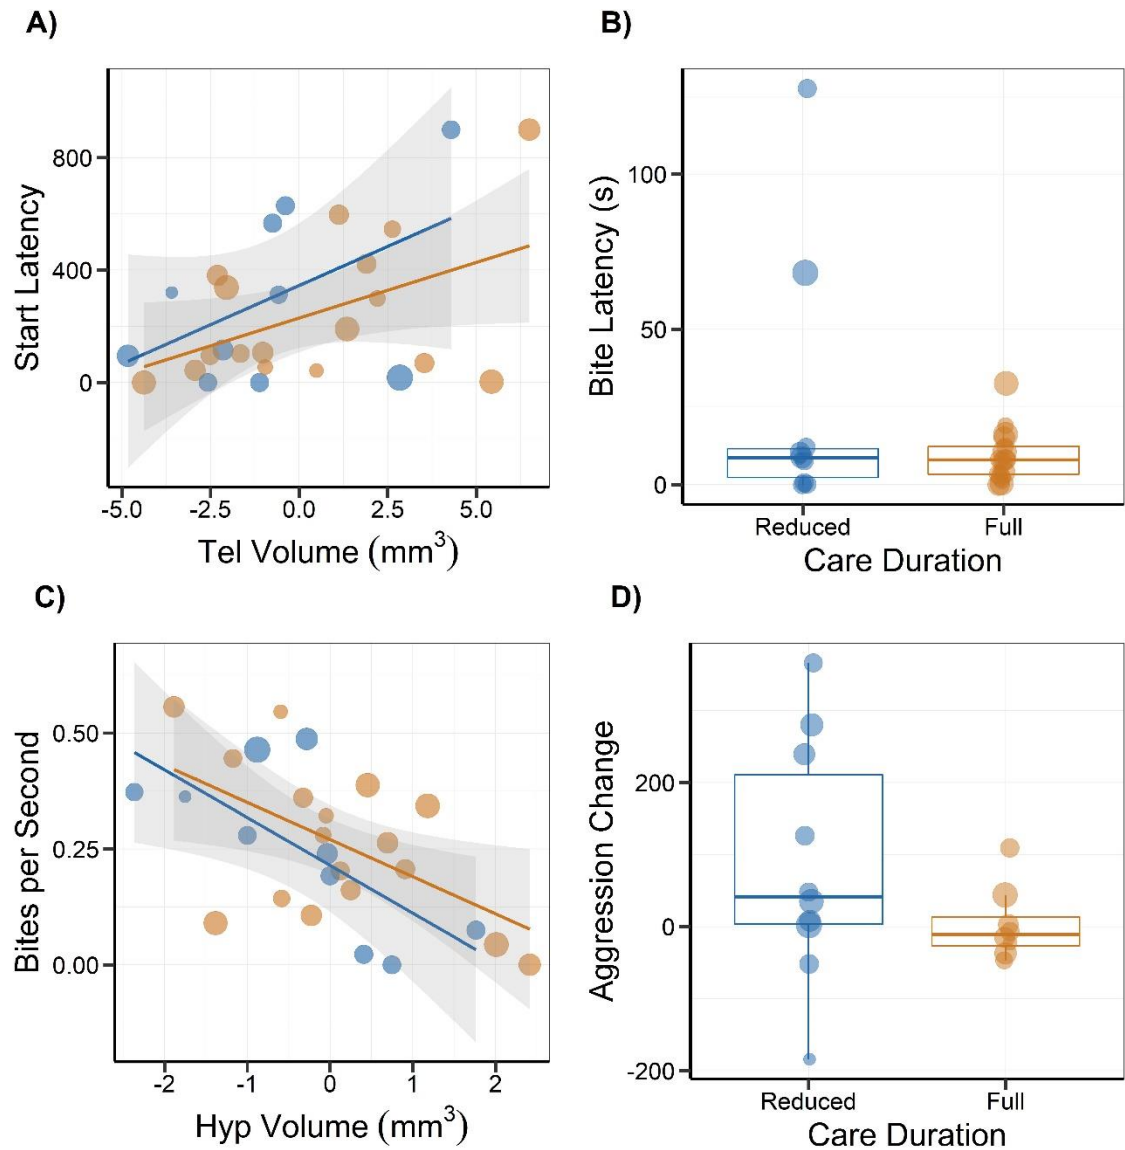 A)
Start Latency
800
400
0
-5.0 -2.5 0.0 2.5 5.0
Tel Volume (mm³)
B)
Bite Latency (s)
100
50
0
Reduced Full
Care Duration
C)
Bites per Second
0.50
0.25
0.00
-2 -1 0 1 2
Hyp Volume (mm³)
D)
Aggression Change
200
0
-200
Reduced Full
Care Duration